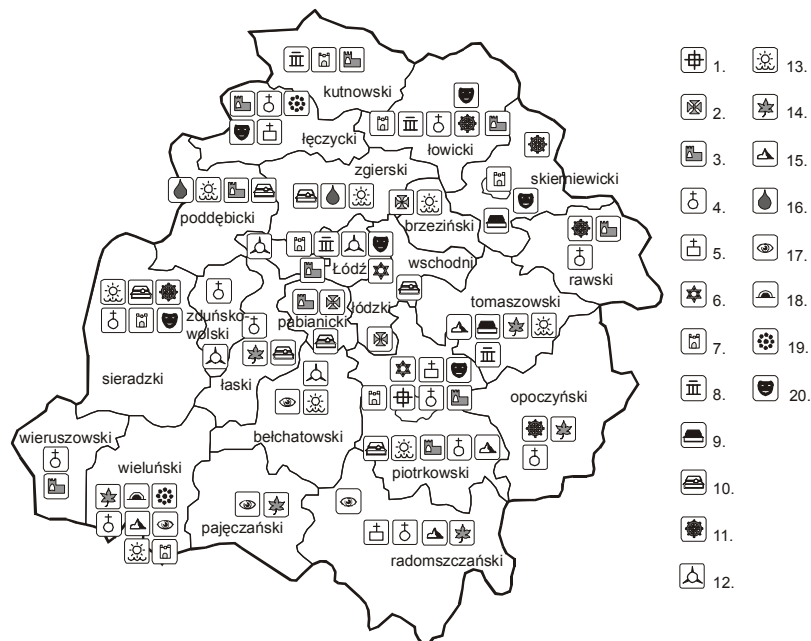 kutnowski
łęczycki
łowicki
zgierski
skierniewicki
poddębicki
brzeziński
Łódź
wschodni
rawski
zduńsko-
wolski
pabianicki
łódzki
tomaszowski
sieradzki
łaski
opoczyński
bełchatowski
wieruszowski
wieluński
piotrkowski
pajęczański
radomszczański
1.
2.
3.
4.
5.
6.
7.
8.
9.
10.
11.
12.
13.
14.
15.
16.
17.
18.
19.
20.